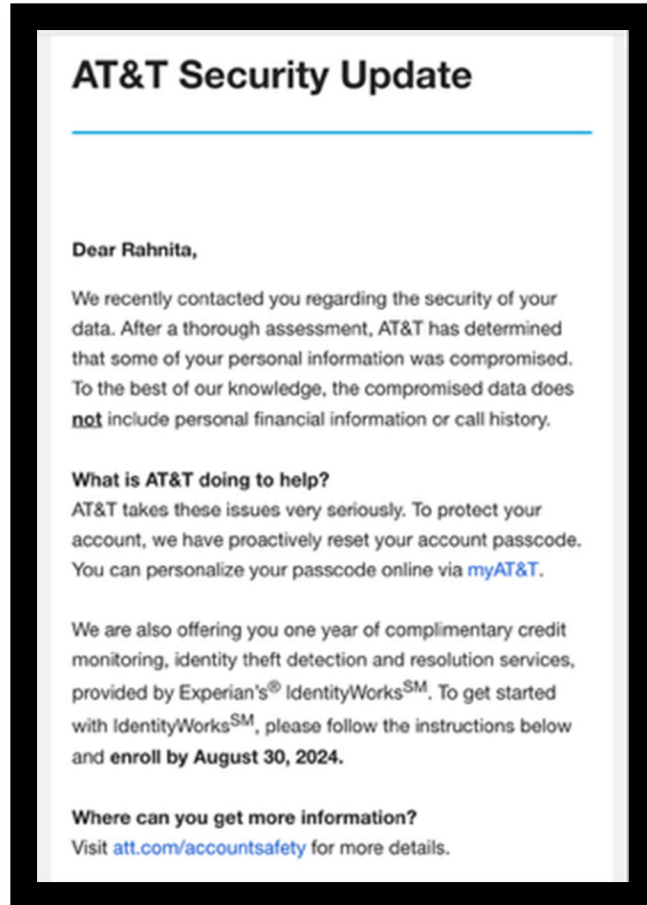 AT&T Security Update
Dear Rahnita,
We recently contacted you regarding the security of your
data. After a thorough assessment, AT&T has determined
that some of your personal information was compromised.
To the best of our knowledge, the compromised data does
not include personal financial information or call history.
What is AT&T doing to help?
AT&T takes these issues very seriously. To protect your
account, we have proactively reset your account passcode.
You can personalize your passcode online via myAT&T.
We are also offering you one year of complimentary credit
monitoring, identity theft detection and resolution services,
provided by Experian's® IdentityWorksSM. To get started
with IdentityWorksSM, please follow the instructions below
and enroll by August 30, 2024.
Where can you get more information?
Visit att.com/accountsafety for more details.